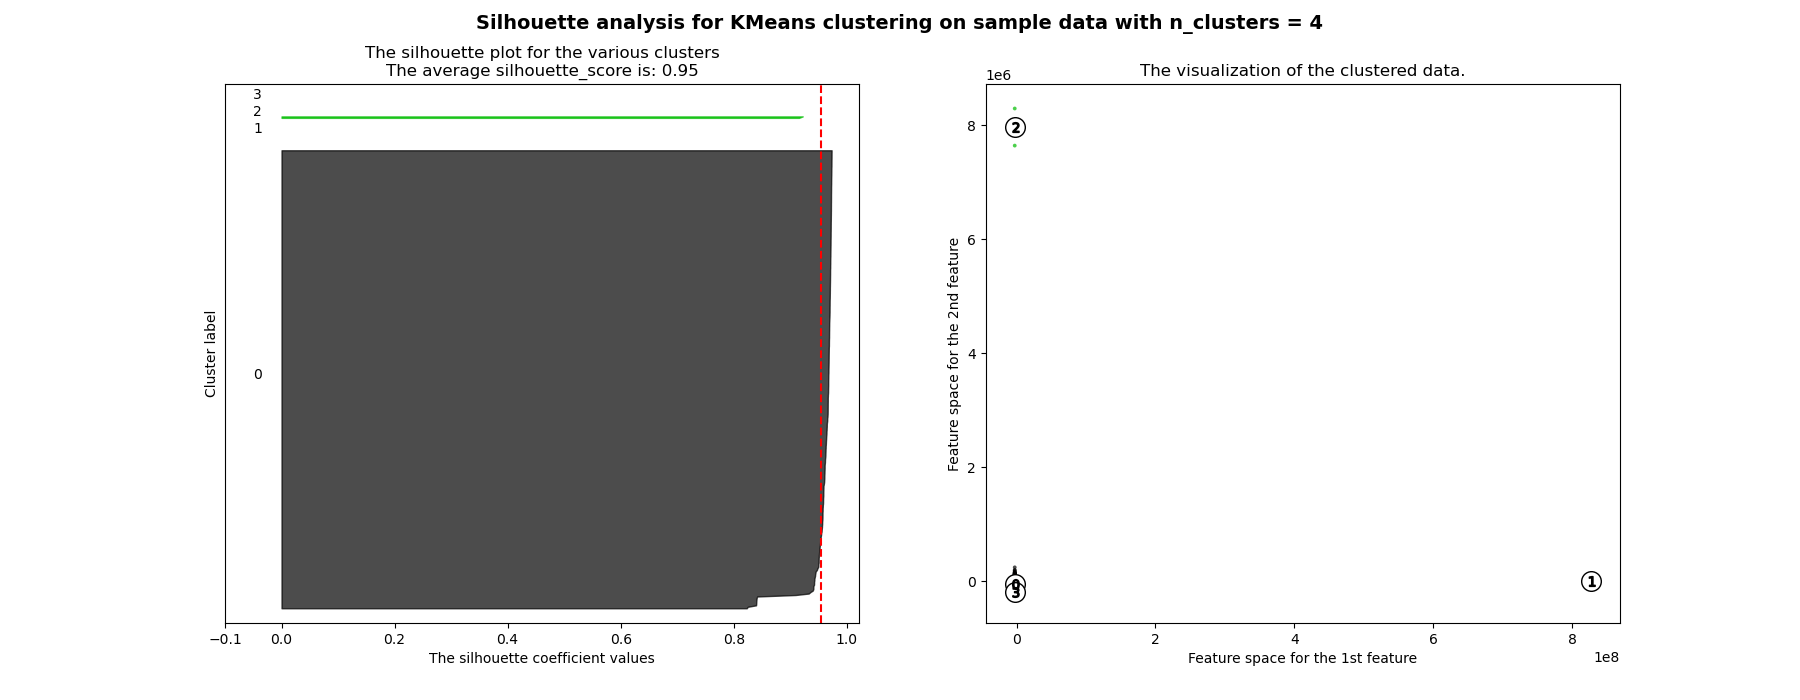 Silhouette analysis for KMeans clustering on sample data with n_clusters = 4
The silhouette plot for the various clusters
The average silhouette_score is: 0.95
3
2
1
0
Cluster label
−0.1 0.0 0.2 0.4 0.6 0.8 1.0
The silhouette coefficient values
The visualization of the clustered data.
1e6
8
6
4
2
0
Feature space for the 2nd feature
2
0
3
1
0 2 4 6 8
1e8
Feature space for the 1st feature